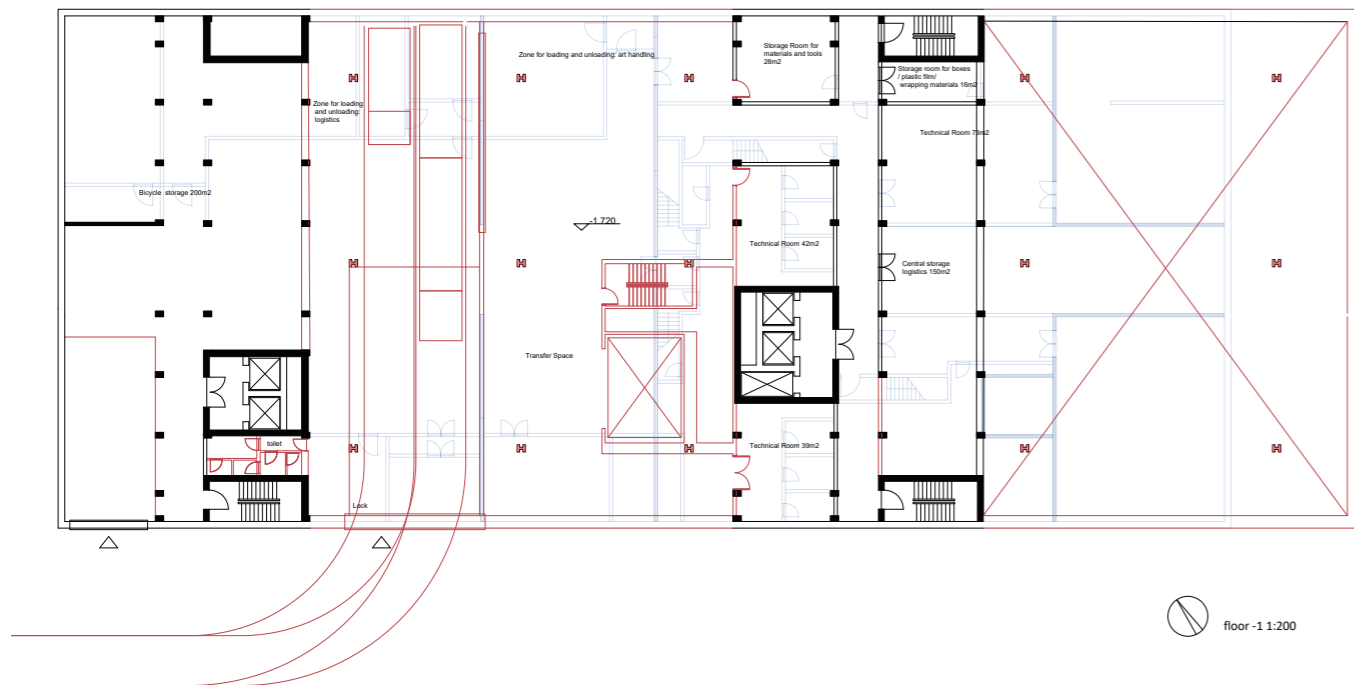 Zone for loading and unloading: art handling
Storage Room for
materials and tools
28m2
Storage room for boxes
/ plastic film/
wrapping materials 16m2
Zone for loading
and unloading:
logistics
Technical Room 73m2
Bicycle storage 200m2
-1.720
Technical Room 42m2
Central storage
logistics 150m2
Transfer Space
toilet
Technical Room 39m2
Lock
floor -1 1:200